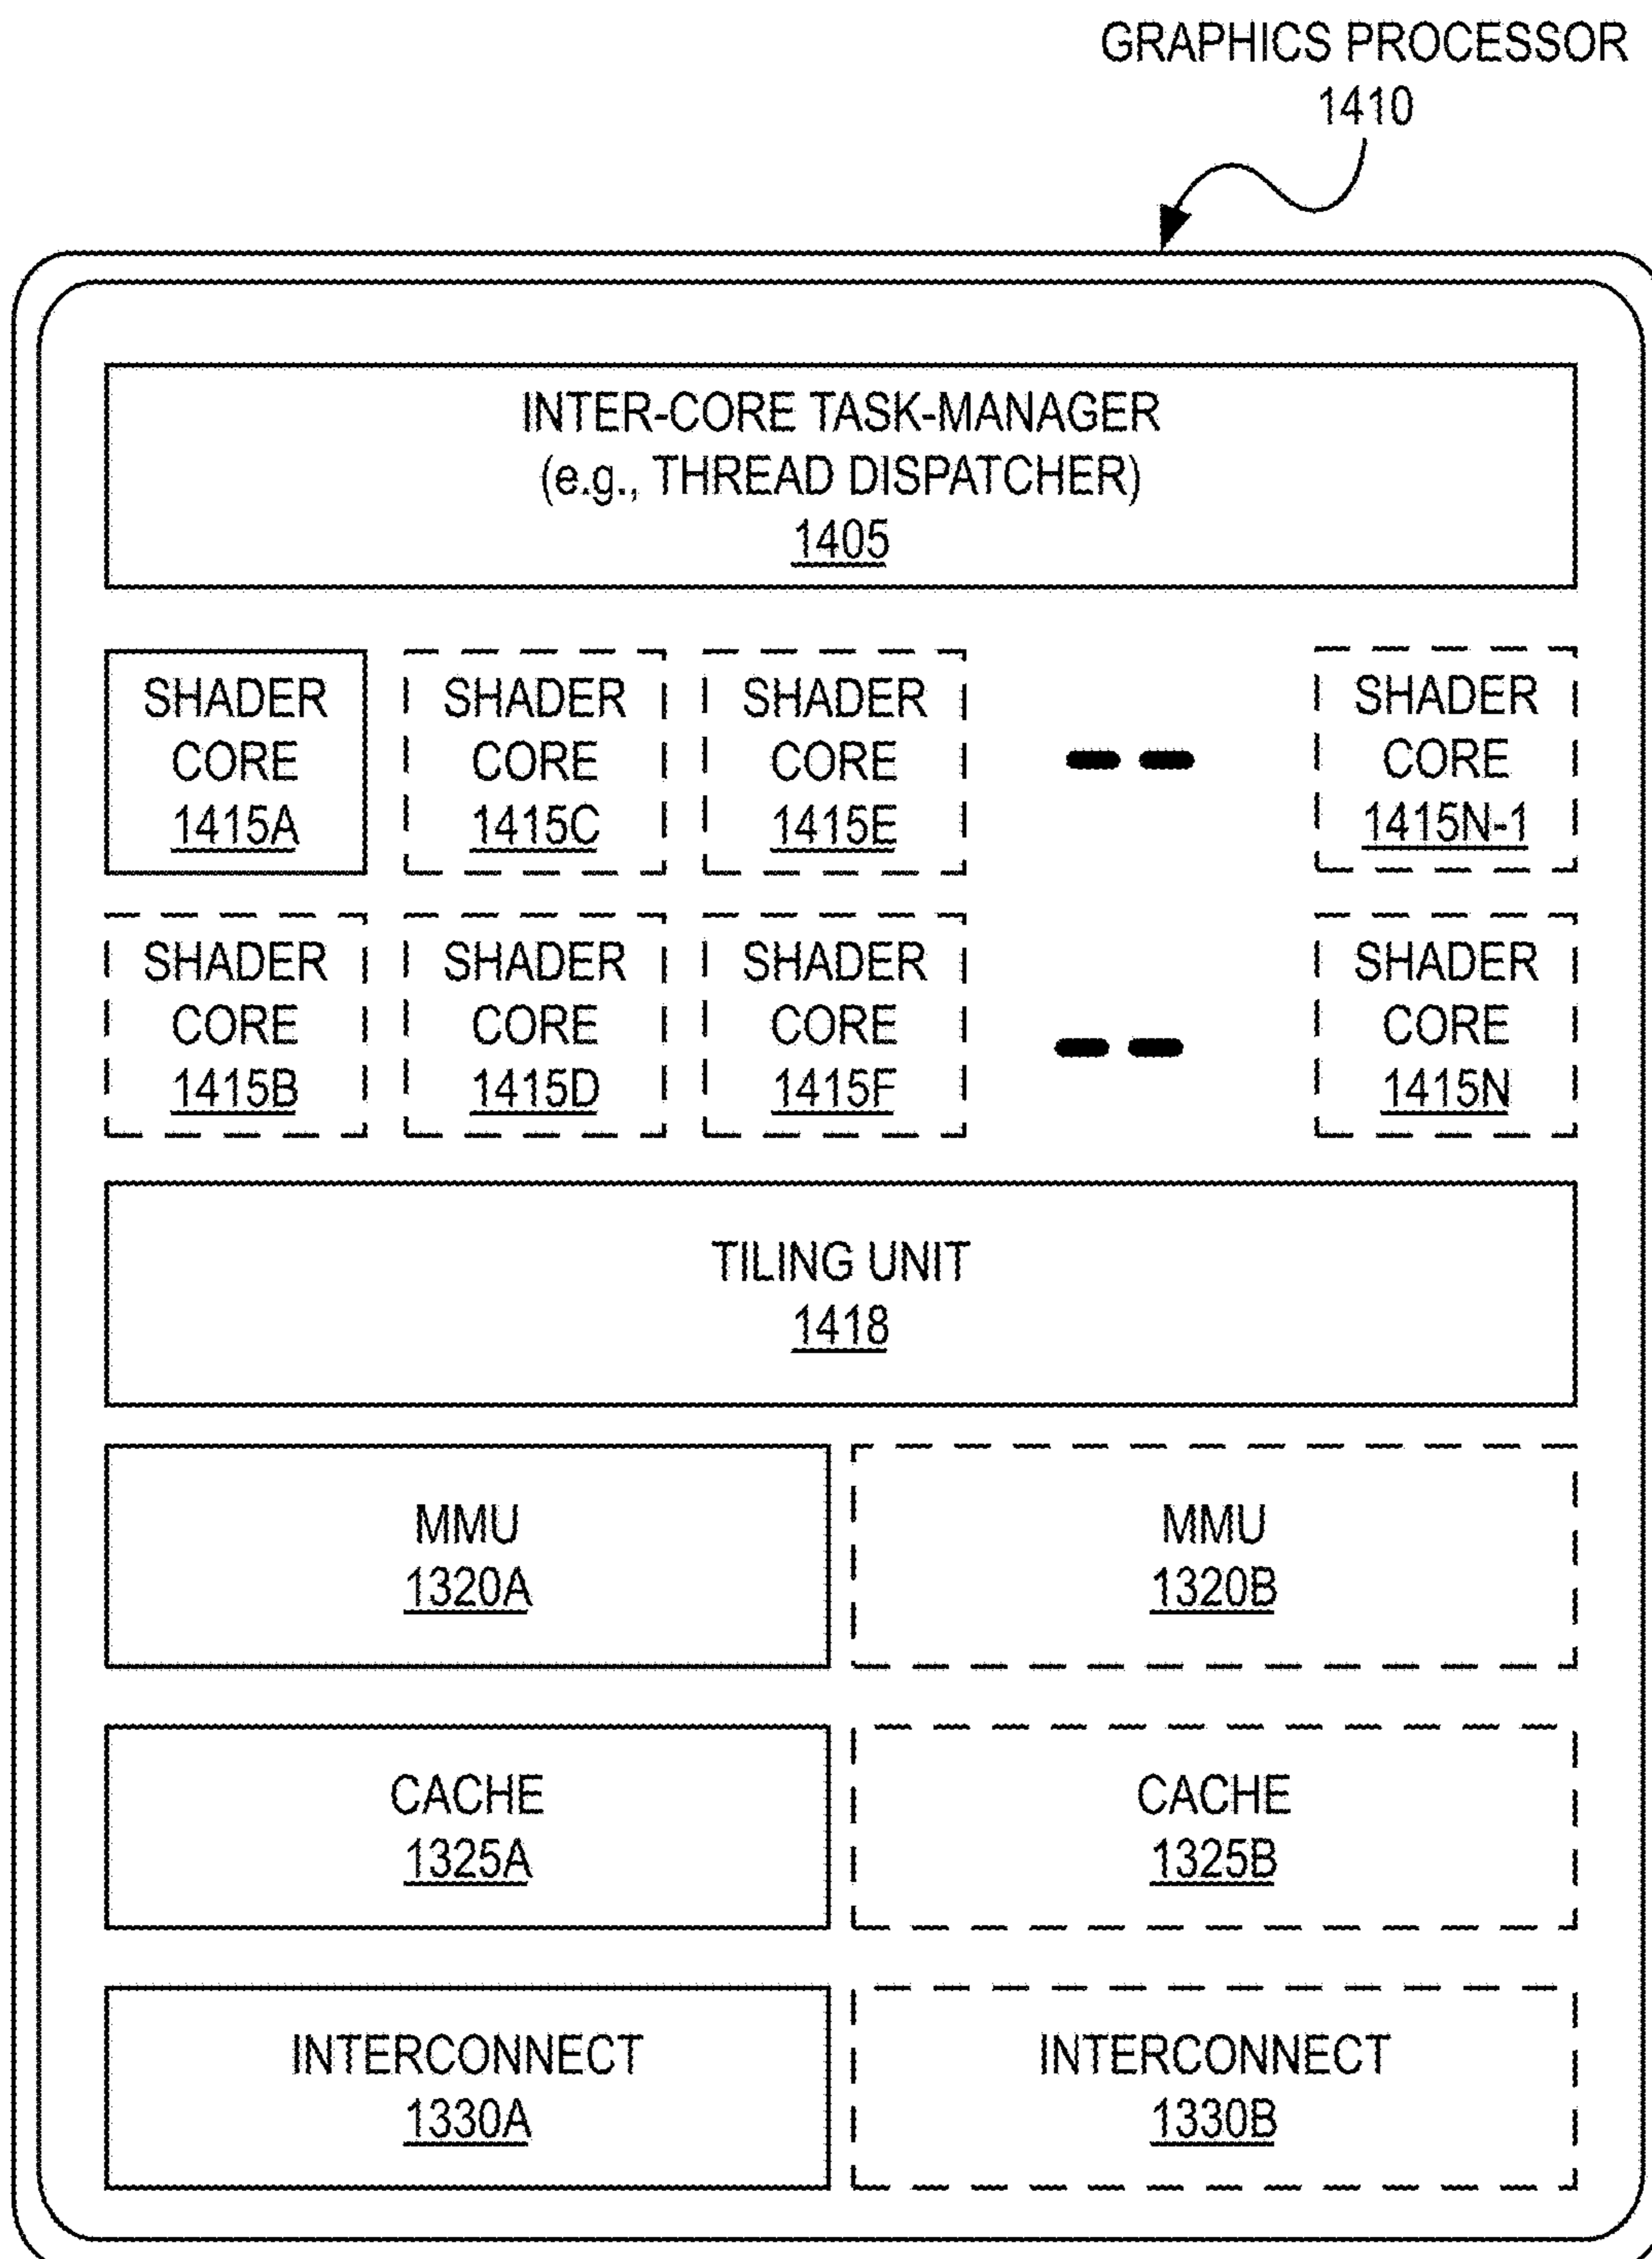 GRAPHICS PROCESSOR
1410
INTER-CORE TASK-MANAGER
(e.g., THREAD DISPATCHER)
1405
SHADER
CORE
1415A
SHADER
CORE
1415C
SHADER
CORE
1415E
SHADER
CORE
1415N-1
SHADER
CORE
1415B
SHADER
CORE
1415D
SHADER
CORE
1415F
SHADER
CORE
1415N
TILING UNIT
1418
MMU
1320A
MMU
1320B
CACHE
1325A
CACHE
1325B
INTERCONNECT
1330A
INTERCONNECT
1330B